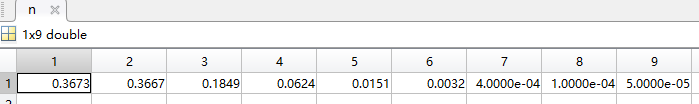 n
1x9 double
1 2 3 4 5 6 7 8 9
1 0.3673 0.3667 0.1849 0.0624 0.0151 0.0032 4.0000e-04 1.0000e-04 5.0000e-05